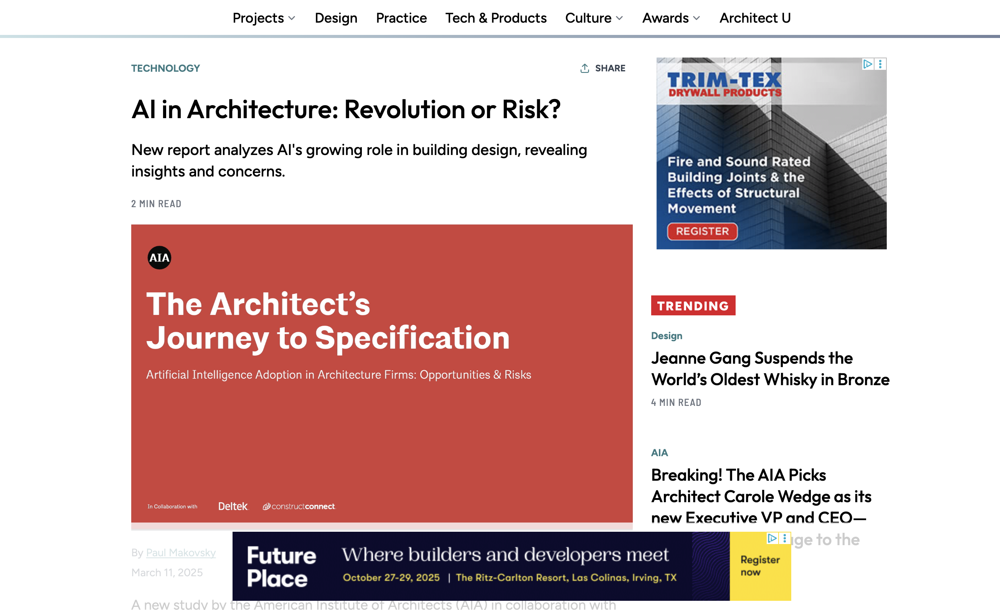 Projects
Design
Practice
Tech & Products
Culture
Awards
Architect U
TECHNOLOGY
SHARE
AI in Architecture: Revolution or Risk?
New report analyzes AI's growing role in building design, revealing
insights and concerns.
2 MIN READ
AIA
The Architect’s
Journey to Specification
Artificial Intelligence Adoption in Architecture Firms: Opportunities & Risks
In Collaboration with
Deltek
constructconnect
By Paul Makovsky
March 11, 2025
A new study by the American Institute of Architects (AIA) in collaboration with
TRIM-TEX
DRYWALL PRODUCTS
Fire and Sound Rated
Building Joints & the
Effects of Structural
Movement
REGISTER
TRENDING
Design
Jeanne Gang Suspends the
World’s Oldest Whisky in Bronze
4 MIN READ
AIA
Breaking! The AIA Picks
Architect Carole Wedge as its
new Executive VP and CEO—
to the
Future
Place
Where builders and developers meet
October 27-29, 2025 | The Ritz-Carlton Resort, Las Colinas, Irving, TX
Register
now